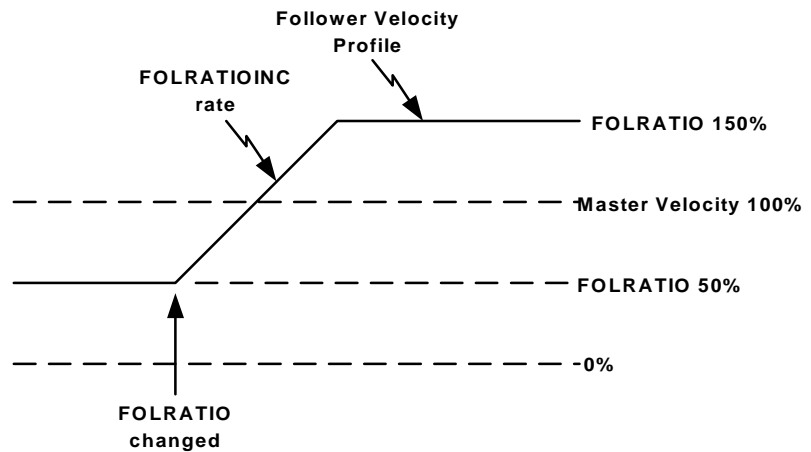 Follower Velocity
Profile
FOLRATIOINC
rate
FOLRATIO 150%
Master Velocity 100%
FOLRATIO 50%
0%
FOLRATIO
changed